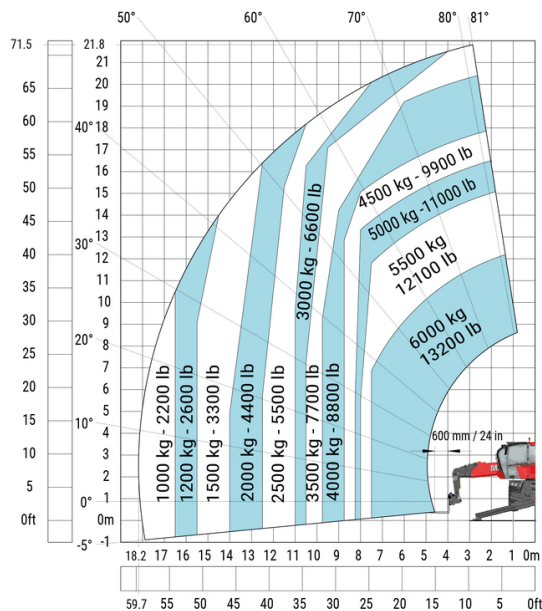 50° 60° 70° 80° 81°
71.5 21.8
21
65 20
19
60 40° 18
17
55 16
50 15
14
45 13
30° 12
40 11
35 10
9
30 8
25 20° 7
6
20 5
15 10° 4
3
10 2
5 0° 1
0ft 0m
-5° -1
4500 kg - 9900 lb
5000 kg -11000 lb
5500 kg
12100 lb
6000 kg
13200 lb
3000 kg - 6600 lb
1000 kg - 2200 lb
1200 kg - 2600 lb
1500 kg - 3300 lb
2000 kg - 4400 lb
2500 kg - 5500 lb
3500 kg - 7700 lb
4000 kg - 8800 lb
600 mm / 24 in
18.2 17 16 15 14 13 12 11 10 9 8 7 6 5 4 3 2 1 0m
59.7 55 50 45 40 35 30 25 20 15 10 5 0ft